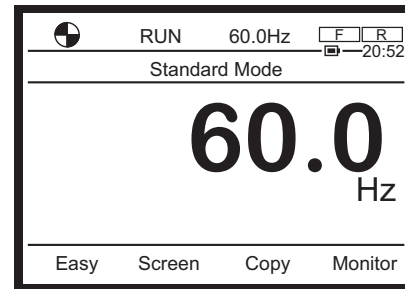 RUN 60.0Hz F R
20:52
Standard Mode
60.0
Hz
Easy Screen Copy Monitor